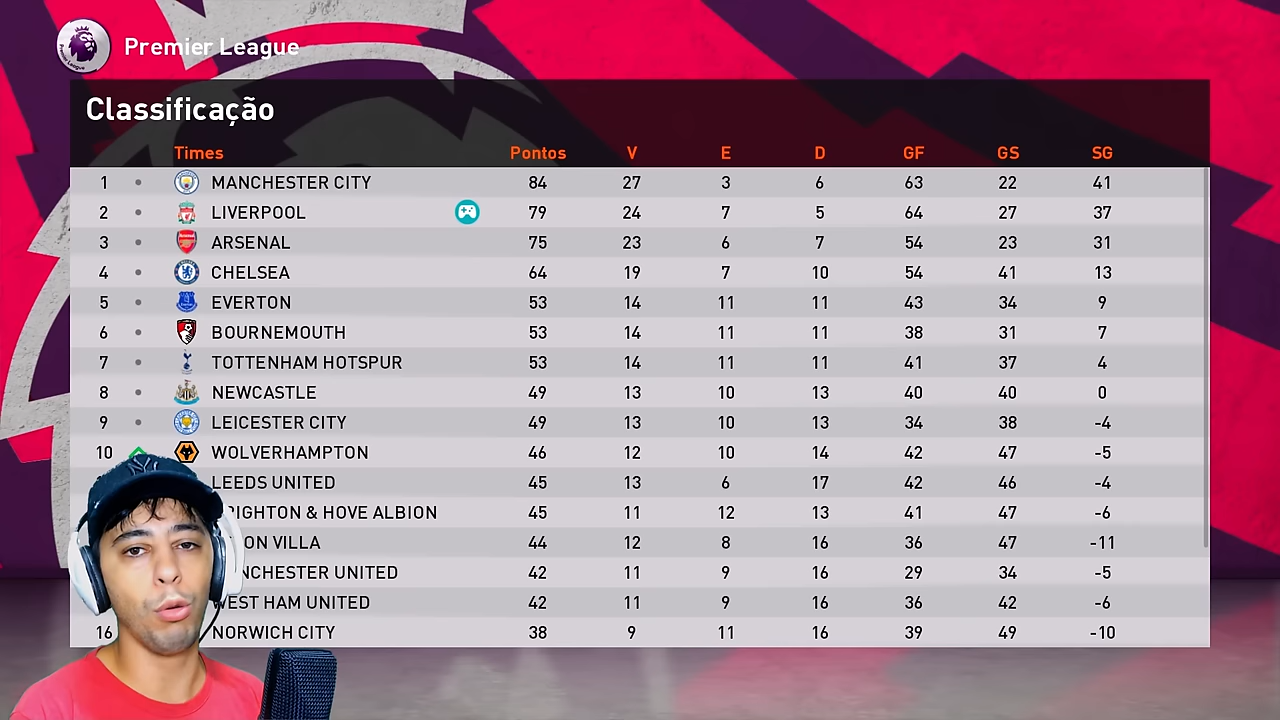 Premier League
Classificação
Times Pontos V E D GF GS SG
1 MANCHESTER CITY 84 27 3 6 63 22 41
2 LIVERPOOL 79 24 7 5 64 27 37
3 ARSENAL 75 23 6 7 54 23 31
4 CHELSEA 64 19 7 10 54 41 13
5 EVERTON 53 14 11 11 43 34 9
6 BOURNEMOUTH 53 14 11 11 38 31 7
7 TOTTENHAM HOTSPUR 53 14 11 11 41 37 4
8 NEWCASTLE 49 13 10 13 40 40 0
9 LEICESTER CITY 49 13 10 13 34 38 -4
10 WOLVERHAMPTON 46 12 10 14 42 47 -5
LEEDS UNITED 45 13 6 17 42 46 -4
& HOVE ALBION 45 11 12 13 41 47 -6
VILLA 44 12 8 16 36 47 -11
UNITED 42 11 9 16 29 34 -5
WEST HAM UNITED 42 11 9 16 36 42 -6
16 NORWICH CITY 38 9 11 16 39 49 -10